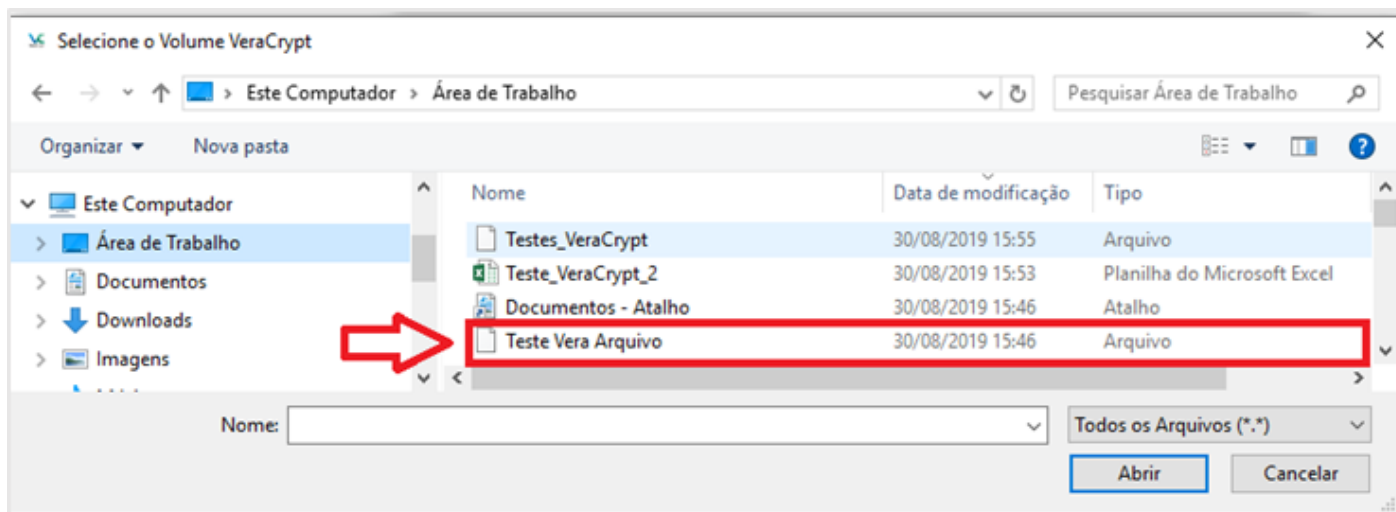 Selecione o Volume VeraCrypt
Este Computador > Área de Trabalho
Pesquisar Área de Trabalho
Organizar
Nova pasta
Nome
Data de modificação
Tipo
Este Computador
Área de Trabalho
Documentos
Downloads
Imagens
Testes_VeraCrypt 30/08/2019 15:55 Arquivo
Teste_VeraCrypt_2 30/08/2019 15:53 Planilha do Microsoft Excel
Documentos - Atalho 30/08/2019 15:46 Atalho
Teste Vera Arquivo 30/08/2019 15:46 Arquivo
Nome:
Todos os Arquivos (*.*)
Abrir
Cancelar